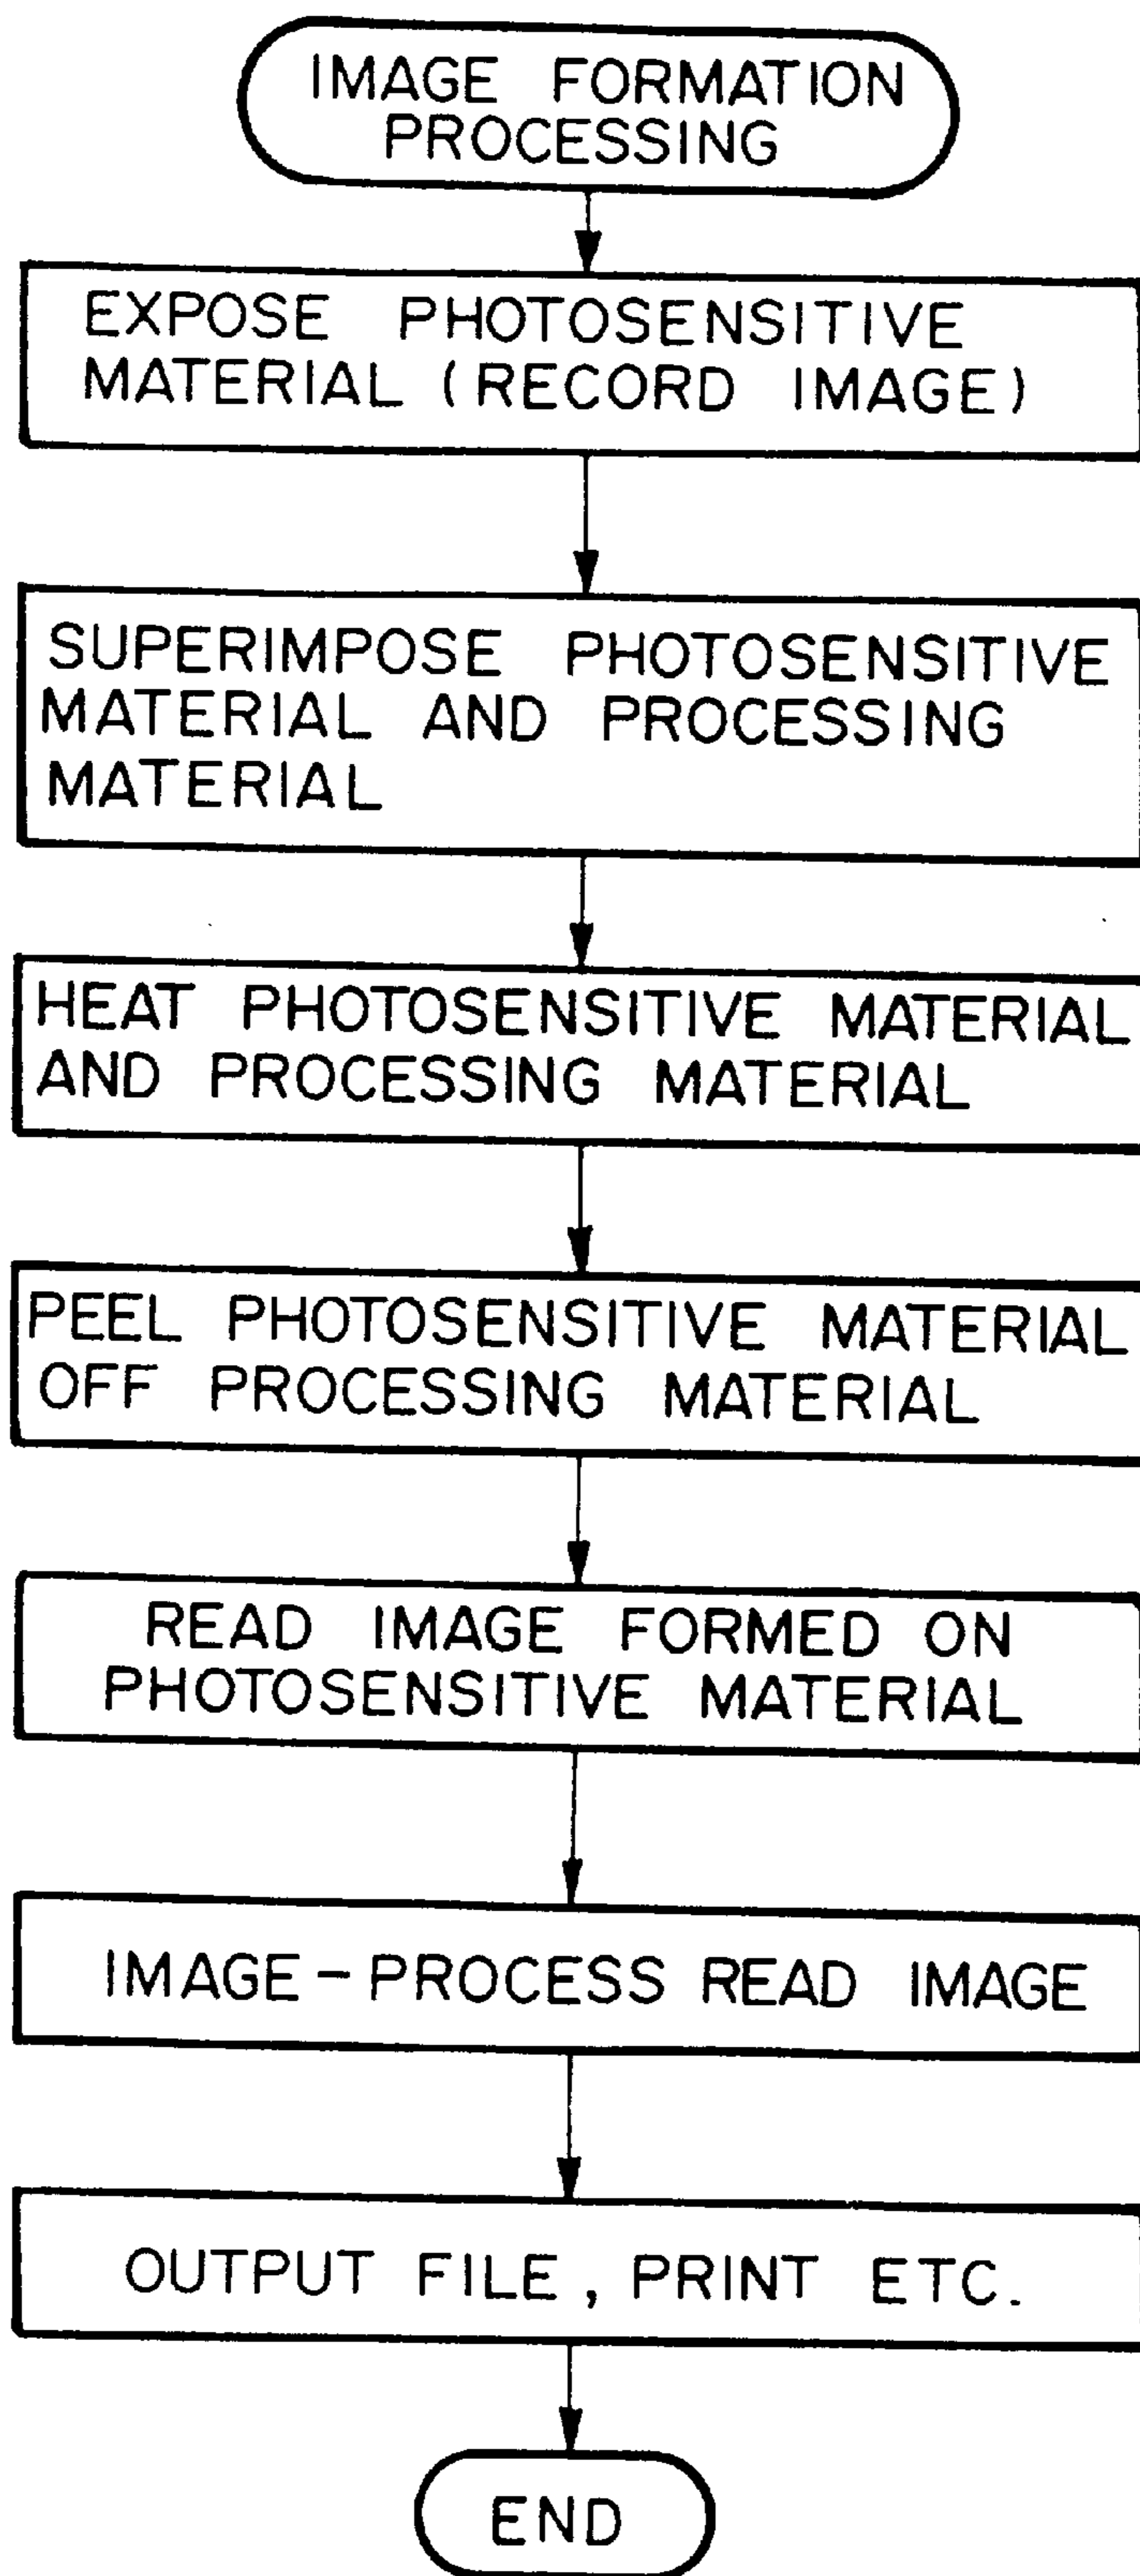 IMAGE FORMATION
PROCESSING
EXPOSE PHOTOSENSITIVE
MATERIAL (RECORD IMAGE)
SUPERIMPOSE PHOTOSENSITIVE
MATERIAL AND PROCESSING
MATERIAL
HEAT PHOTOSENSITIVE MATERIAL
AND PROCESSING MATERIAL
PEEL PHOTOSENSITIVE MATERIAL
OFF PROCESSING MATERIAL
READ IMAGE FORMED ON
PHOTOSENSITIVE MATERIAL
IMAGE-PROCESS READ IMAGE
OUTPUT FILE, PRINT ETC.
END